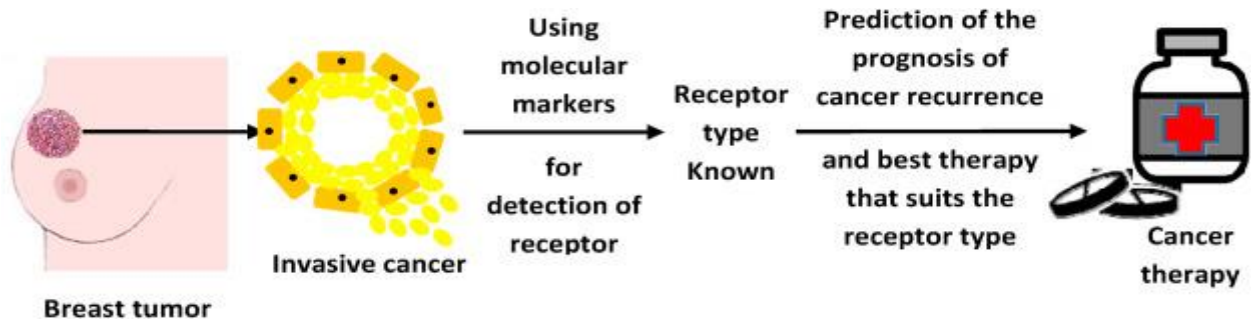 Breast tumor
Invasive cancer
Using
molecular
markers
for
detection of
receptor
Receptor
type
Known
Prediction of the
prognosis of
cancer recurrence
and best therapy
that suits the
receptor type
Cancer
therapy